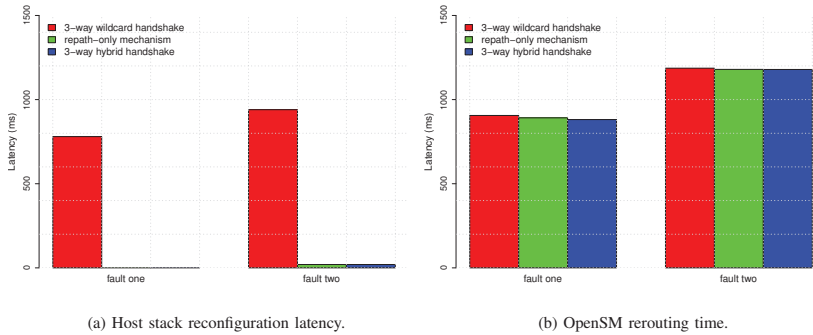 1500
1000
500
0
Latency (ms)
3−way wildcard handshake
repath−only mechanism
3−way hybrid handshake
fault one
fault two
(a) Host stack reconfiguration latency.
1500
1000
500
0
Latency (ms)
3−way wildcard handshake
repath−only mechanism
3−way hybrid handshake
fault one
fault two
(b) OpenSM rerouting time.